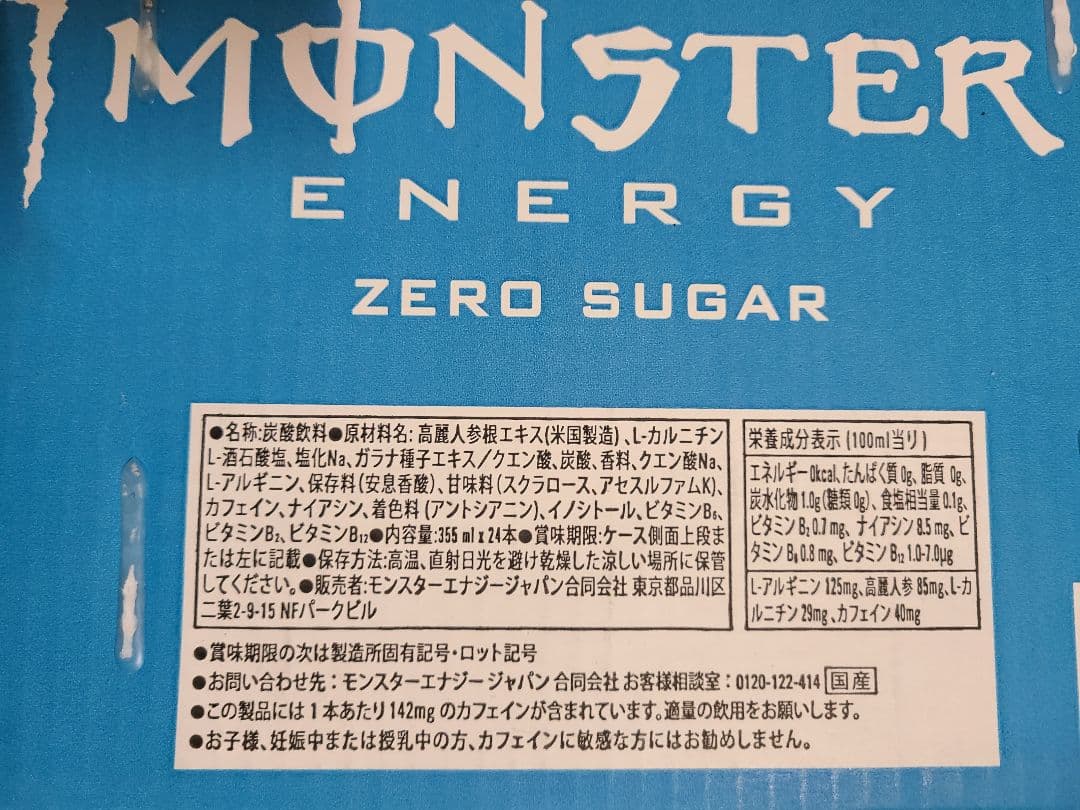 MONSTER
ENERGY
ZERO SUGAR
●名称:炭酸飲料●原材料名:高麗人参根エキス(米国製造)、L-カルニチン
L-酒石酸塩、塩化Na、ガラナ種子エキス/クエン酸、炭酸、香料、クエン酸Na、
L-アルギニン、保存料(安息香酸)、甘味料(スクラロース、アセスルファムK)、
カフェイン、ナイアシン、着色料(アントシアニン)、イノシトール、ビタミンB₆、
ビタミンB₂、ビタミンB₁₂●内容量:355 ml x 24本●賞味期限:ケース側面上段ま
たは左に記載●保存方法:高温、直射日光を避け乾燥した涼しい場所に保管
してください。●販売者:モンスターエナジージャパン合同会社 東京都品川区
二葉2-9-15 NFパークビル
栄養成分表示(100ml当り)
エネルギー0kcal、たんぱく質0g、脂質 0g、
炭水化物1.0g(糖類0g)、食塩相当量0.1g、
ビタミンB₂ 0.7 mg、ナイアシン 8.5 mg、ビ
タミンB₆ 0.8 mg、ビタミンB₁₂ 1.0-7.0μg
L-アルギニン 125mg、高麗人参 85mg、L-カ
ルニチン 29mg、カフェイン 40mg
●賞味期限の次は製造所固有記号・ロット記号
●お問い合わせ先:モンスターエナジージャパン合同会社お客様相談室:0120-122-414 国産
●この製品には1本あたり142mgのカフェインが含まれています。適量の飲用をお願いします。
●お子様、妊娠中または授乳中の方、カフェインに敏感な方にはお勧めしません。